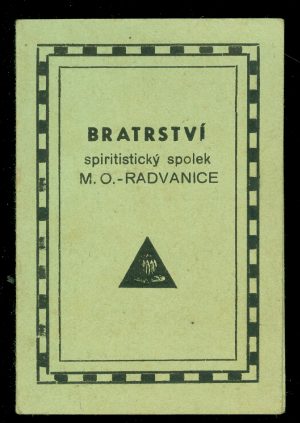 BRATRSTVÍ
spiritistický spolek
M. O.-RADVANICE